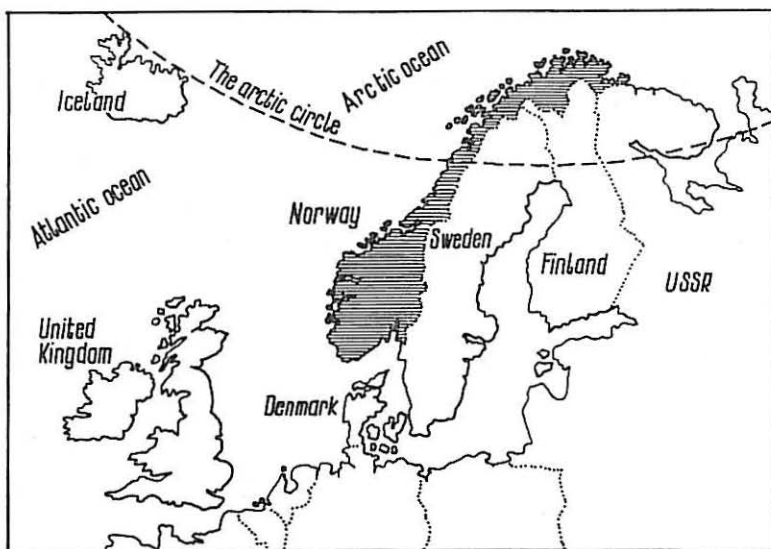 Iceland
The arctic circle
Arctic ocean
Atlantic ocean
Norway
Sweden
Finland
USSR
United
Kingdom
Denmark